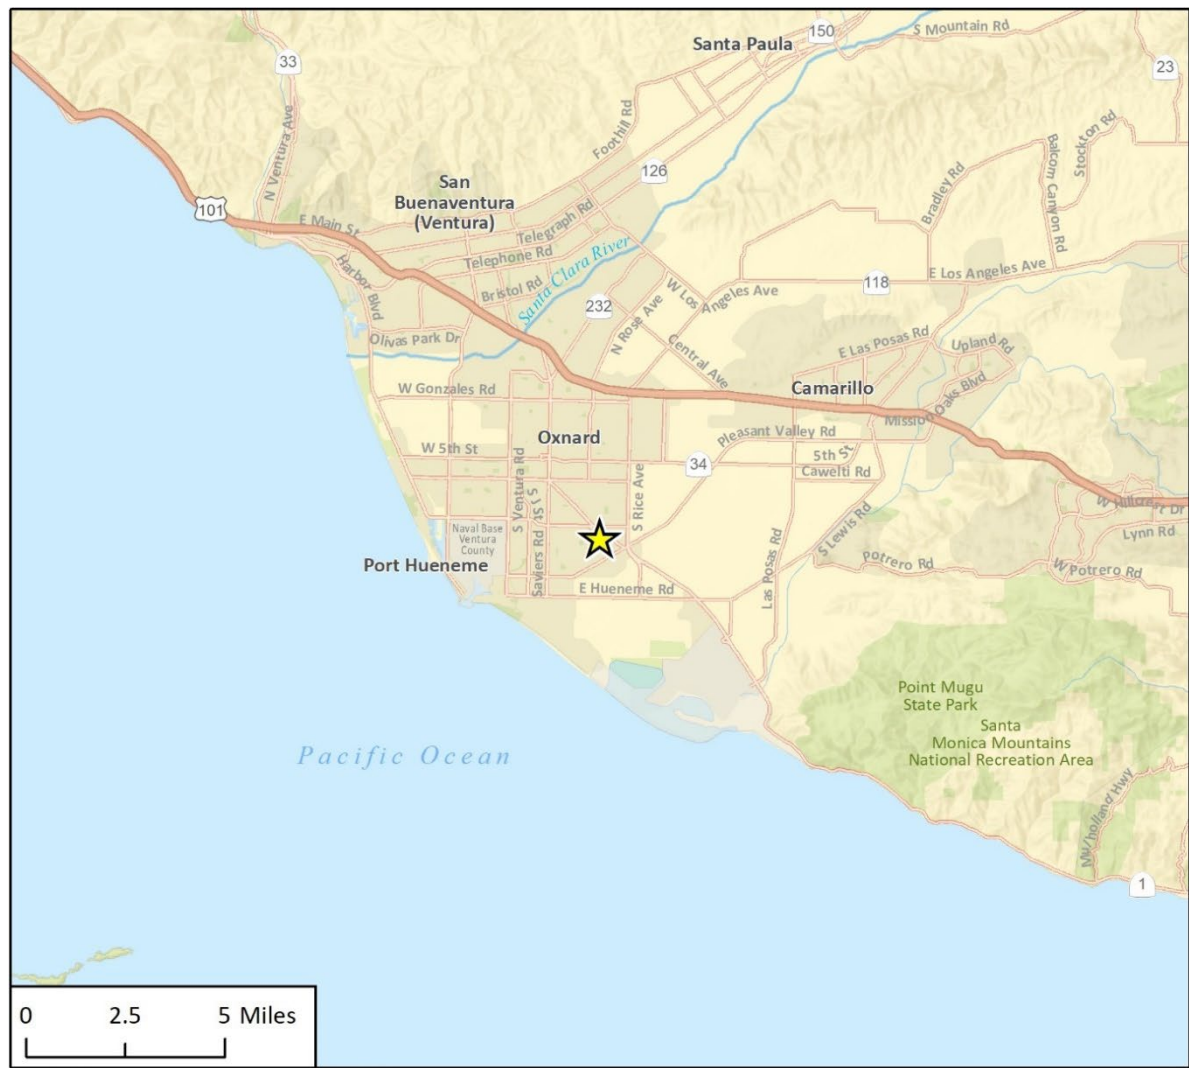 Santa Paula
150
S Mountain Rd
33
23
N Ventura Ave
Foothill Rd
126
Stockton Rd
Balcom Canyon Rd
Bradley Rd
San
Buenaventura
(Ventura)
101
E Main St
Telegraph Rd
Telephone Rd
Santa Clara River
Harbor Blvd
Bristol Rd
W Los Angeles Ave
E Los Angeles Ave
118
232
N Rose Ave
Olivas Park Dr
Central Ave
E Las Posas Rd
Upland Rd
W Gonzales Rd
Camarillo
Mission Oaks Blvd
Oxnard
Pleasant Valley Rd
W 5th St
5th St
34
Cawelti Rd
S Ventura Rd
S J St
S Rice Ave
W Hillcrest Dr
Naval Base
Ventura
County
S Lewis Rd
Lynn Rd
Port Hueneme
Saviers Rd
Las Posas Rd
Potrero Rd
W Potrero Rd
E Hueneme Rd
Point Mugu
State Park
Santa
Monica Mountains
National Recreation Area
Pacific Ocean
Mulholland Hwy
1
0 2.5 5 Miles